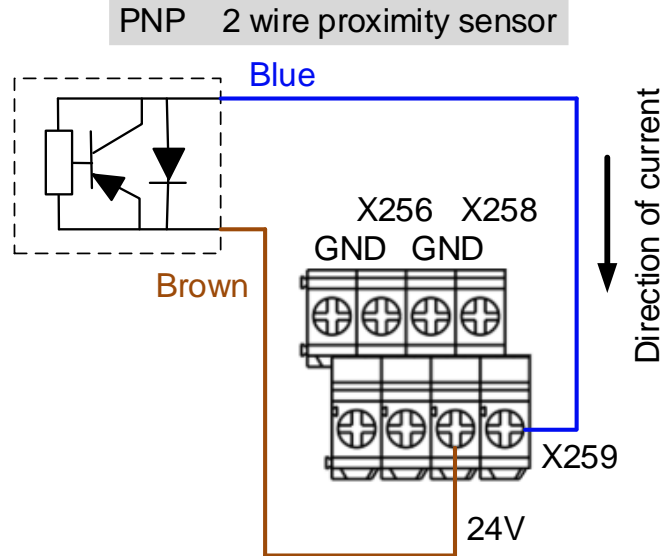 PNP 2 wire proximity sensor
Blue
Direction of current
X256 X258
GND GND
Brown
X259
24V